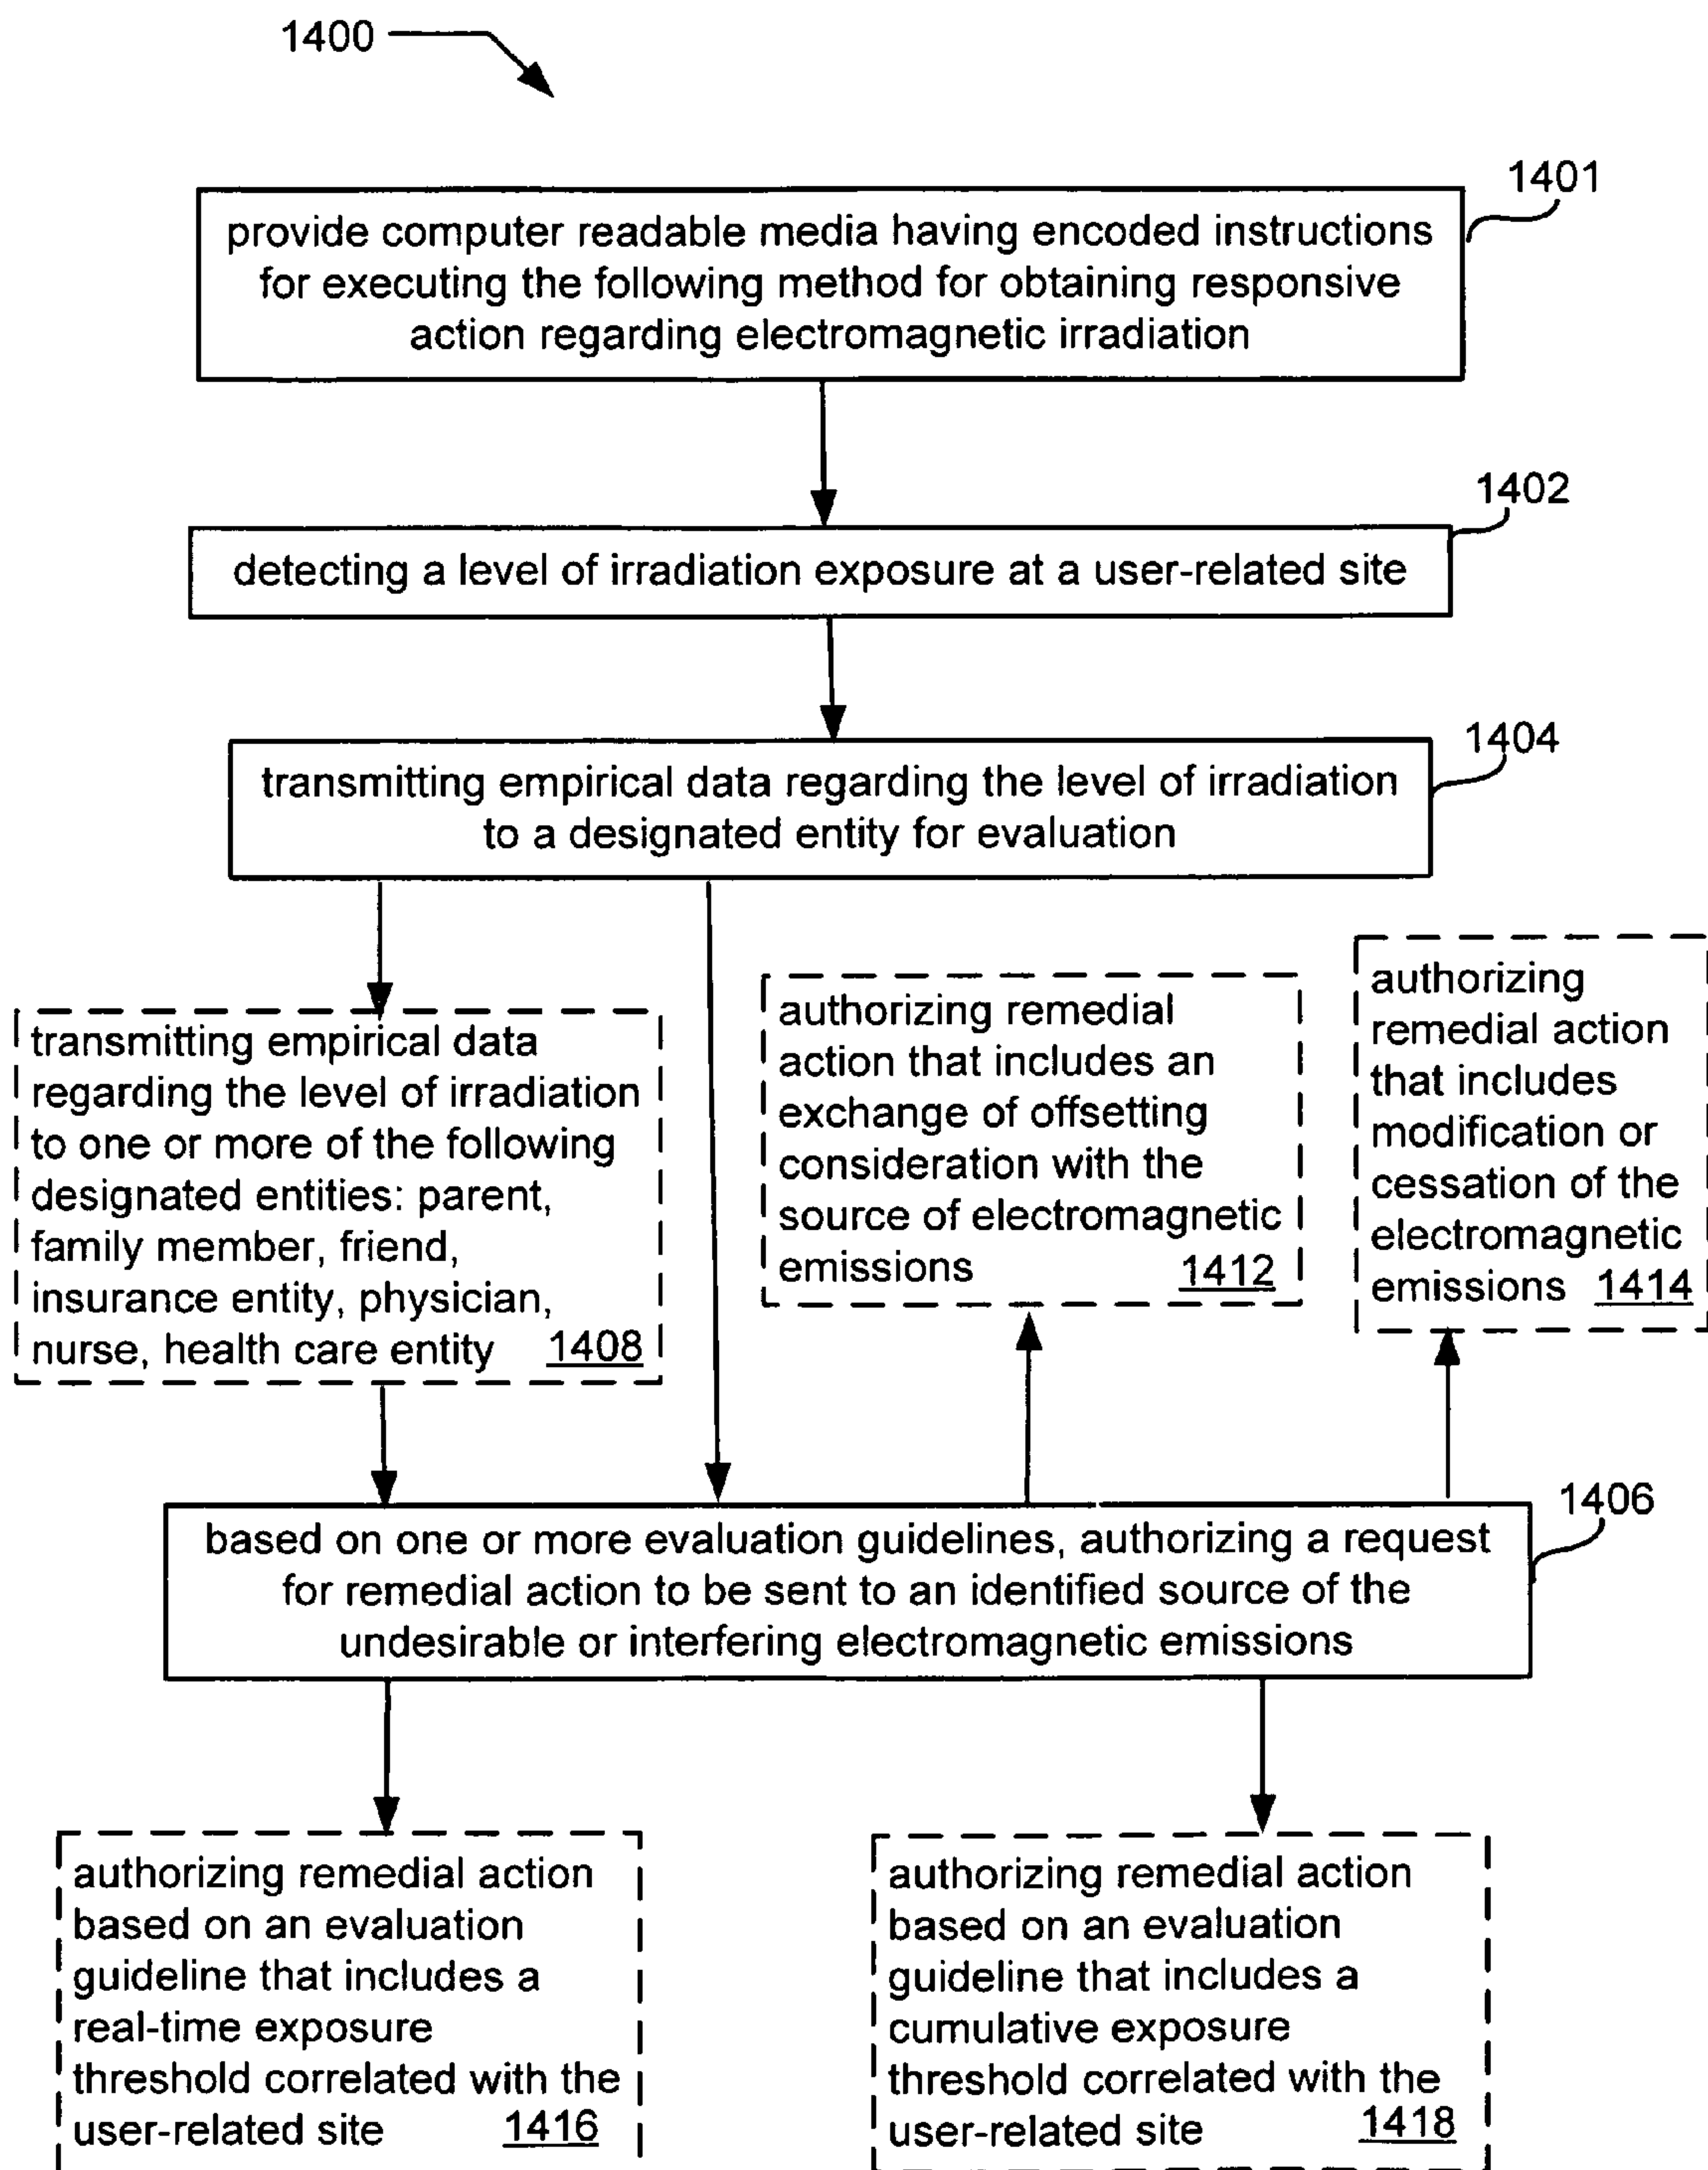 1400
1401
provide computer readable media having encoded instructions
for executing the following method for obtaining responsive
action regarding electromagnetic irradiation
1402
detecting a level of irradiation exposure at a user-related site
1404
transmitting empirical data regarding the level of irradiation
to a designated entity for evaluation
transmitting empirical data
regarding the level of irradiation
to one or more of the following
designated entities: parent,
family member, friend,
insurance entity, physician,
nurse, health care entity 1408
authorizing remedial
action that includes an
exchange of offsetting
consideration with the
source of electromagnetic
emissions 1412
authorizing
remedial action
that includes
modification or
cessation of the
electromagnetic
emissions 1414
1406
based on one or more evaluation guidelines, authorizing a request
for remedial action to be sent to an identified source of the
undesirable or interfering electromagnetic emissions
authorizing remedial action
based on an evaluation
guideline that includes a
real-time exposure
threshold correlated with the
user-related site 1416
authorizing remedial action
based on an evaluation
guideline that includes a
cumulative exposure
threshold correlated with the
user-related site 1418